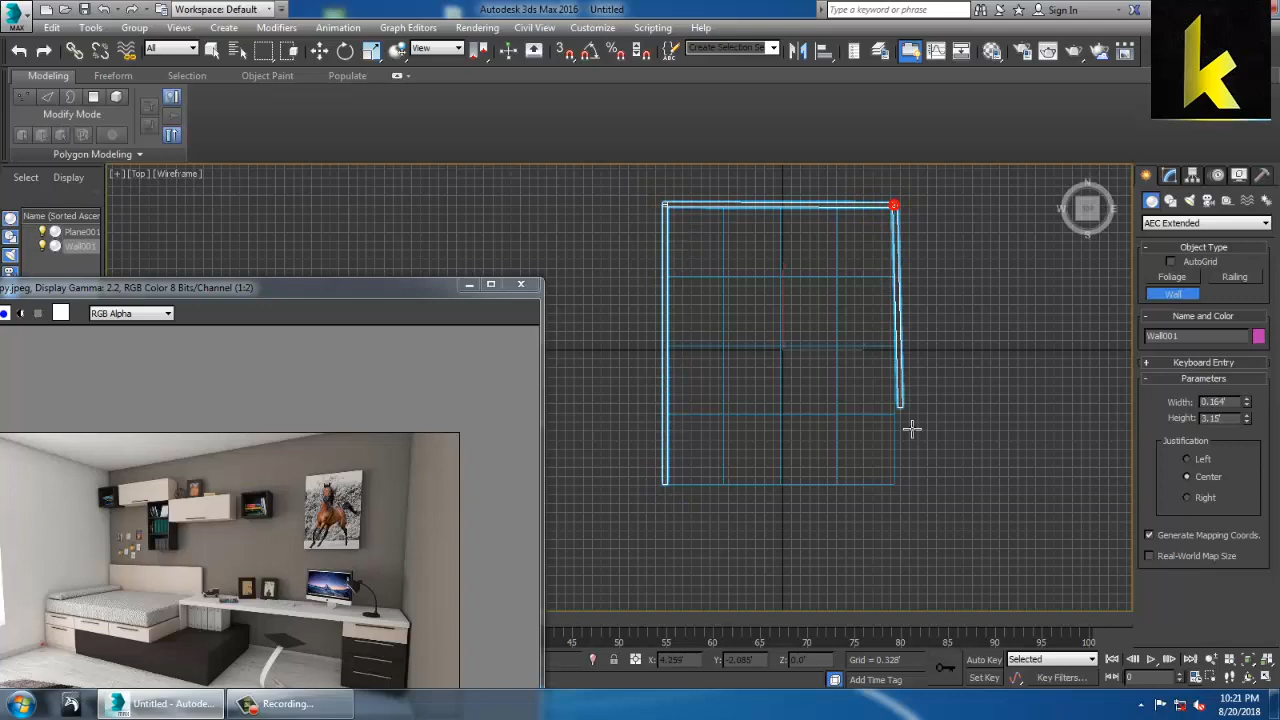 Workspace: Default
Autodesk 3ds Max 2016
Untitled
Type a keyword or phrase
Sign In
MAX
Edit
Tools
Group
Views
Create
Modifiers
Animation
Graph Editors
Rendering
Civil View
Customize
Scripting
Help
All
View
Create Selection Se
Modeling
Freeform
Selection
Object Paint
Populate
Modify Mode
Polygon Modeling
Select
Display
[+] [Top] [Wireframe]
N
W
E
S
AEC Extended
Name (Sorted Ascen
Plane001
Wall001
Object Type
AutoGrid
Foliage
Railing
Wall
py.jpeg, Display Gamma: 2.2, RGB Color 8 Bits/Channel (1:2)
RGB Alpha
Name and Color
Wall001
Keyboard Entry
Parameters
Width: 0.164'
Height: 3.15'
Justification
Left
Center
Right
Generate Mapping Coords.
Real-World Map Size
45 50 55 60 65 70 75 80 85 90 95 100
X: 4.259'
Y: -2.085'
Z: 0.0'
Grid = 0.328'
Auto Key
Selected
Add Time Tag
Set Key
Key Filters...
0
Untitled - Autode...
Recording...
10:21 PM
8/20/2018
k